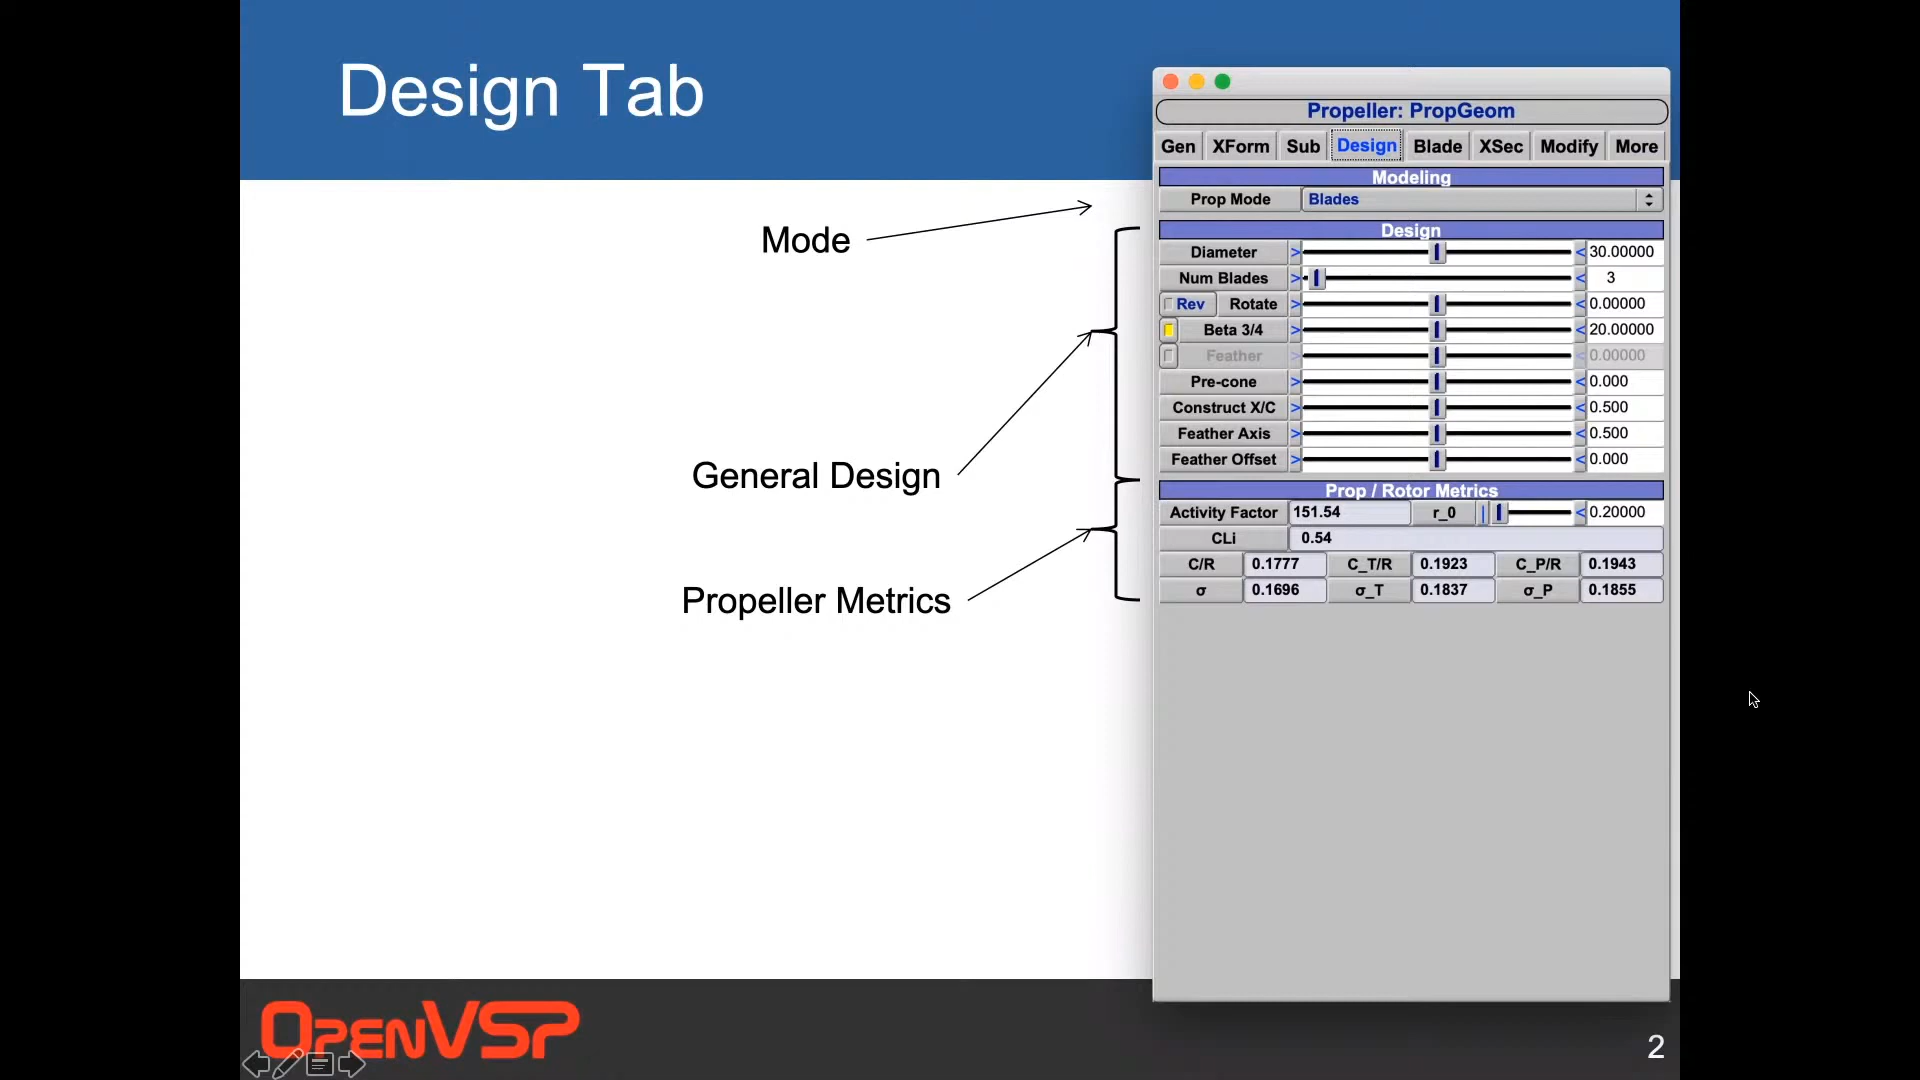 Design Tab
Mode
General Design
Propeller Metrics
Propeller: PropGeom
Gen XForm Sub Design Blade XSec Modify More
Modeling
Prop Mode Blades
Design
Diameter > < 30.00000
Num Blades > < 3
Rev Rotate > < 0.00000
Beta 3/4 > < 20.00000
Feather > < 0.00000
Pre-cone > < 0.000
Construct X/C > < 0.500
Feather Axis > < 0.500
Feather Offset > < 0.000
Prop / Rotor Metrics
Activity Factor 151.54 r_0 | < 0.20000
CLi 0.54
C/R 0.1777 C_T/R 0.1923 C_P/R 0.1943
σ 0.1696 σ_T 0.1837 σ_P 0.1855
OPENVSP
2